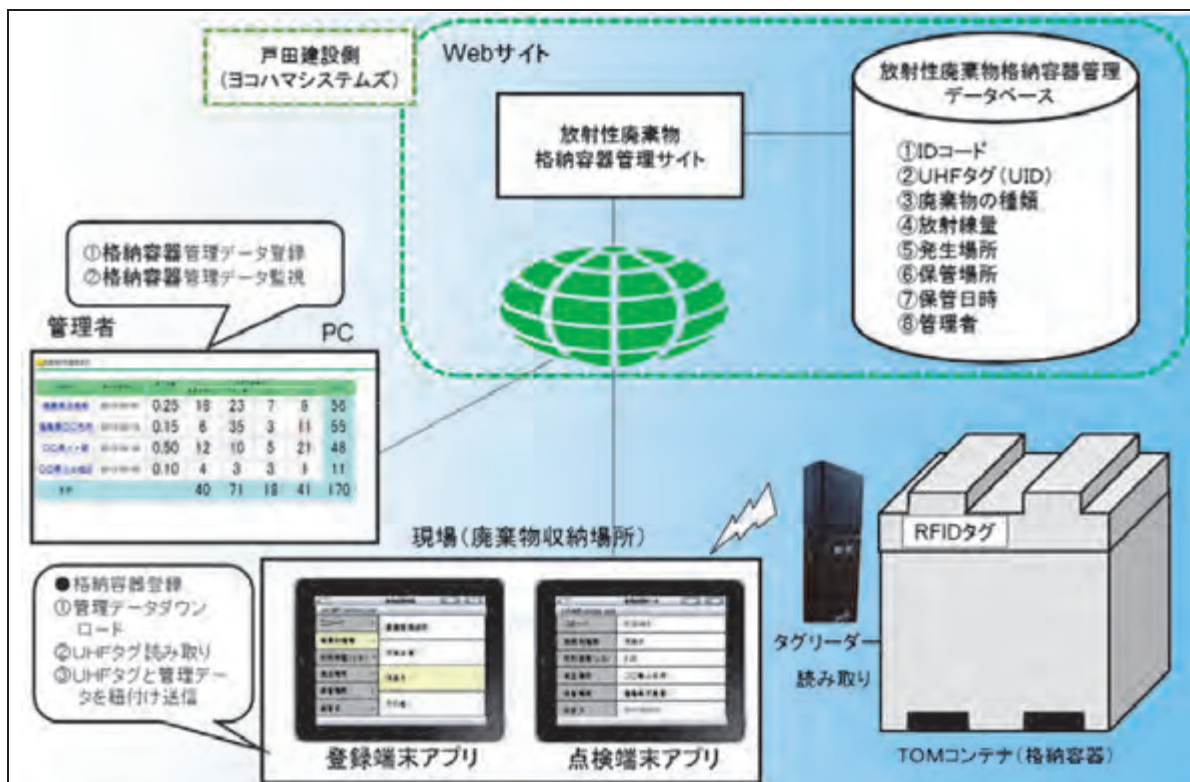 戸田建設側
(ヨコハマシステムズ)
Webサイト
放射性廃棄物
格納容器管理サイト
放射性廃棄物格納容器管理
データベース
①IDコード
②UHFタグ(UID)
③廃棄物の種類
④放射線量
⑤発生場所
⑥保管場所
⑦保管日時
⑧管理者
①格納容器管理データ登録
②格納容器管理データ監視
管理者
PC
0.25 18 23 7 8 56
0.15 6 35 3 11 55
0.50 12 10 5 21 48
0.10 4 3 3 1 11
40 71 18 41 170
現場(廃棄物収納場所)
●格納容器登録
①管理データダウン
ロード
②UHFタグ読み取り
③UHFタグと管理デー
タを紐付け送信
登録端末アプリ
点検端末アプリ
タグリーダー
読み取り
RFIDタグ
TOMコンテナ(格納容器)